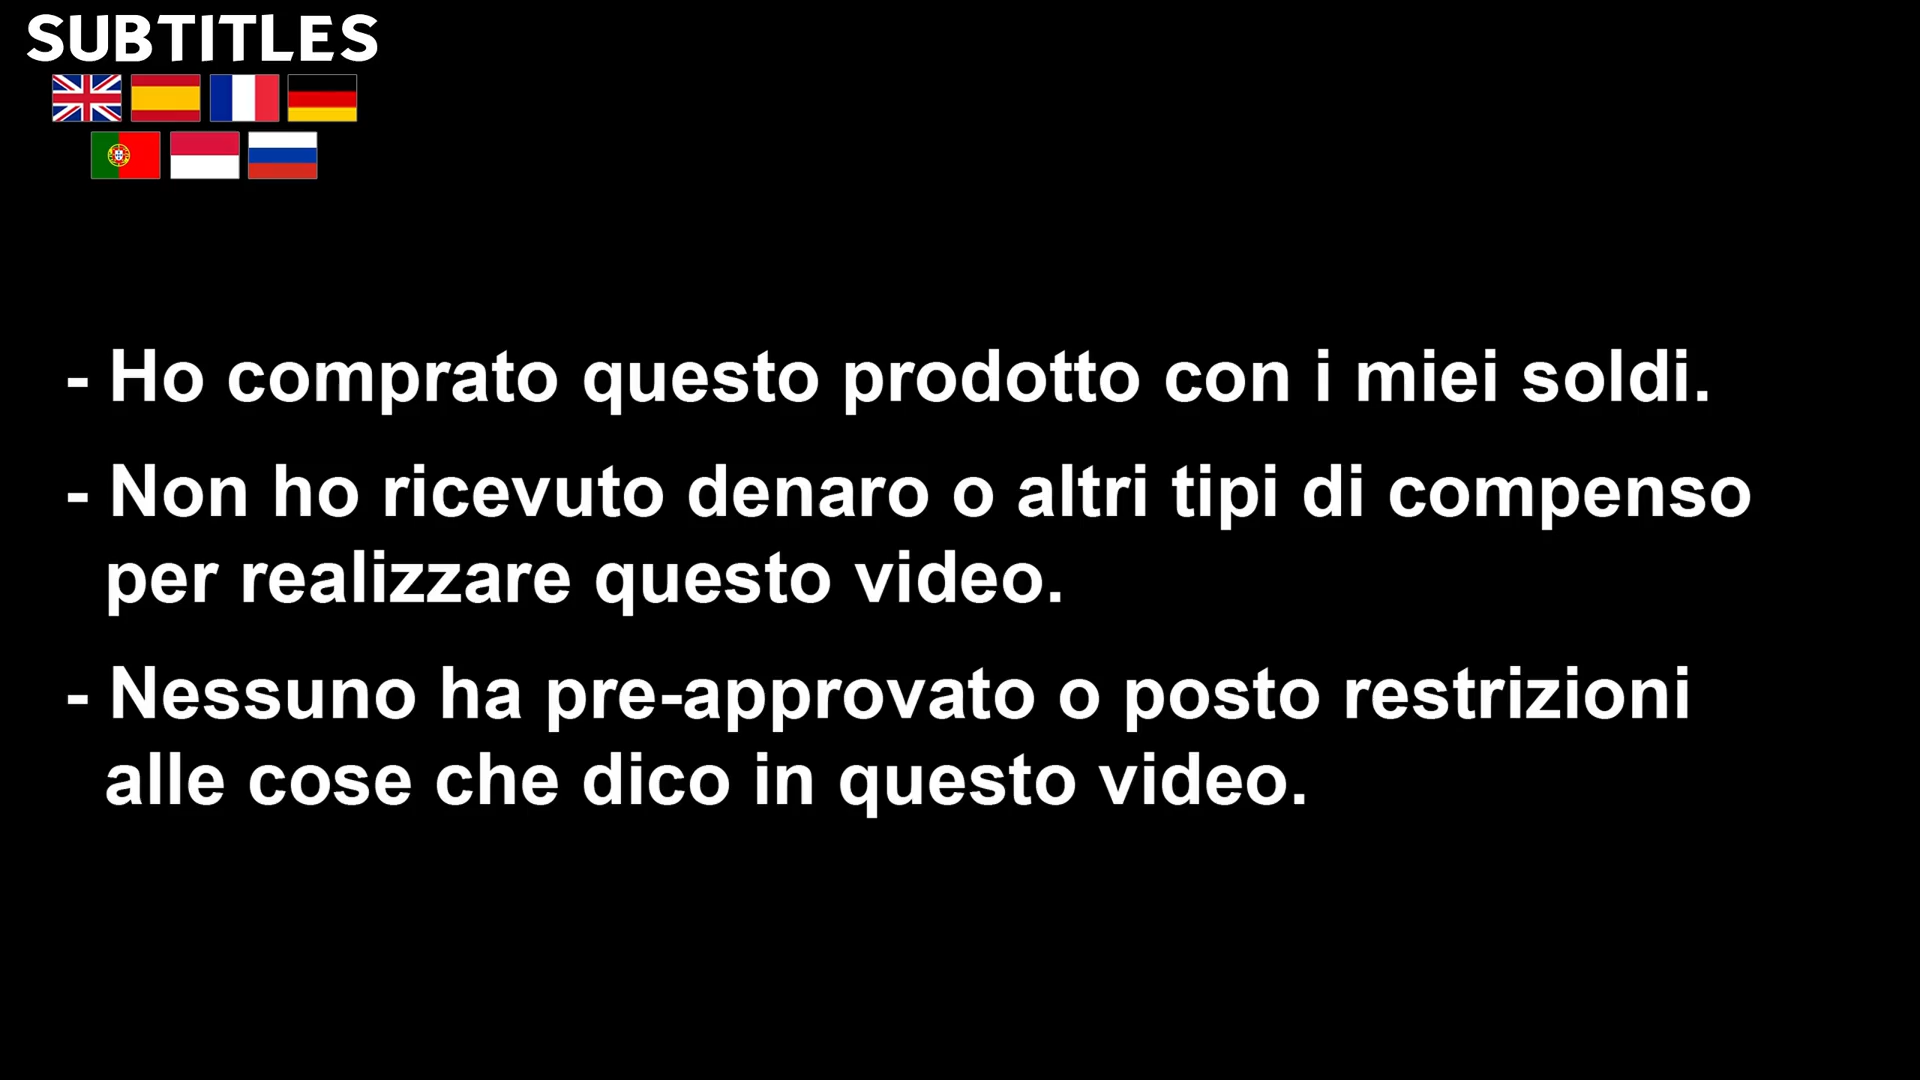 SUBTITLES
- Ho comprato questo prodotto con i miei soldi.
- Non ho ricevuto denaro o altri tipi di compenso
per realizzare questo video.
- Nessuno ha pre-approvato o posto restrizioni
alle cose che dico in questo video.